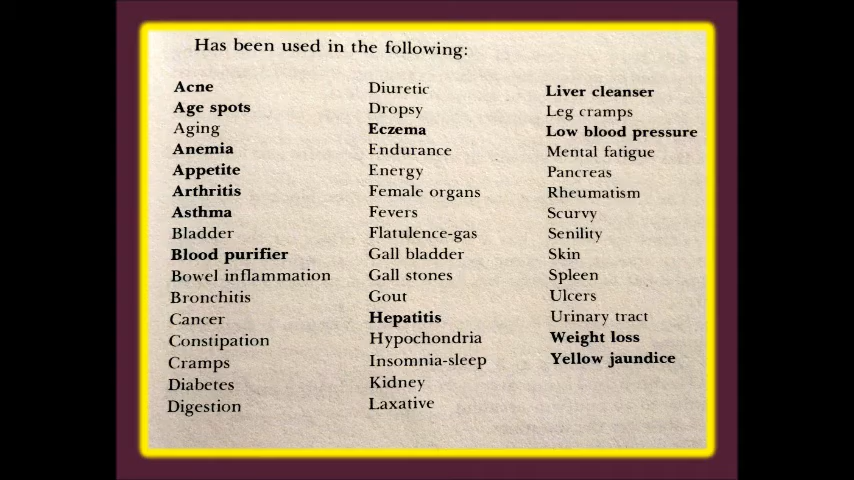 Has been used in the following:
Acne
Age spots
Aging
Anemia
Appetite
Arthritis
Asthma
Bladder
Blood purifier
Bowel inflammation
Bronchitis
Cancer
Constipation
Cramps
Diabetes
Digestion
Diuretic
Dropsy
Eczema
Endurance
Energy
Female organs
Fevers
Flatulence-gas
Gall bladder
Gall stones
Gout
Hepatitis
Hypochondria
Insomnia-sleep
Kidney
Laxative
Liver cleanser
Leg cramps
Low blood pressure
Mental fatigue
Pancreas
Rheumatism
Scurvy
Senility
Skin
Spleen
Ulcers
Urinary tract
Weight loss
Yellow jaundice